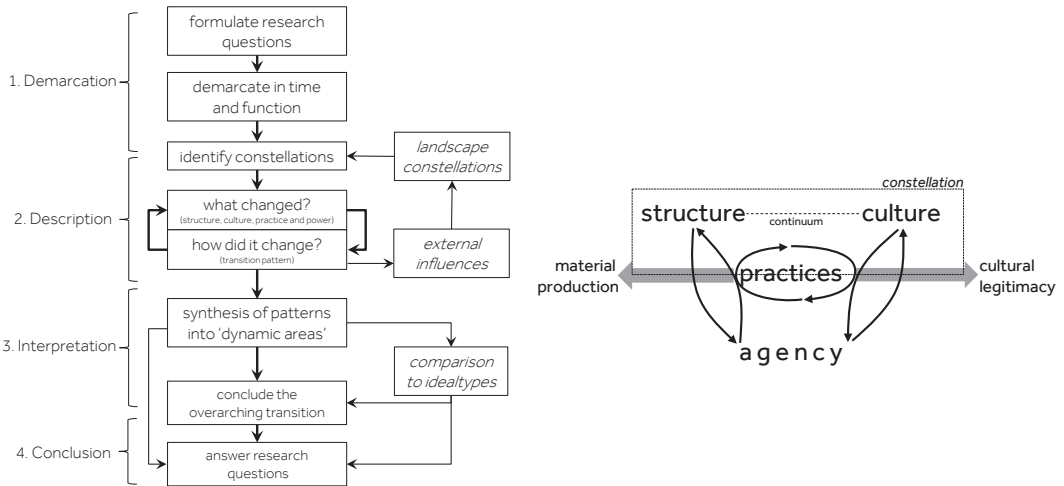 formulate research
questions
1. Demarcation
demarcate in time
and function
identify constellations
landscape
constellations
what changed?
(structure, culture, practice and power)
2. Description
how did it change?
(transition pattern)
external
influences
synthesis of patterns
into 'dynamic areas'
3. Interpretation
comparison
to idealtypes
conclude the
overarching transition
4. Conclusion
answer research
questions
constellation
structure
continuum
culture
material
production
practices
cultural
legitimacy
agency